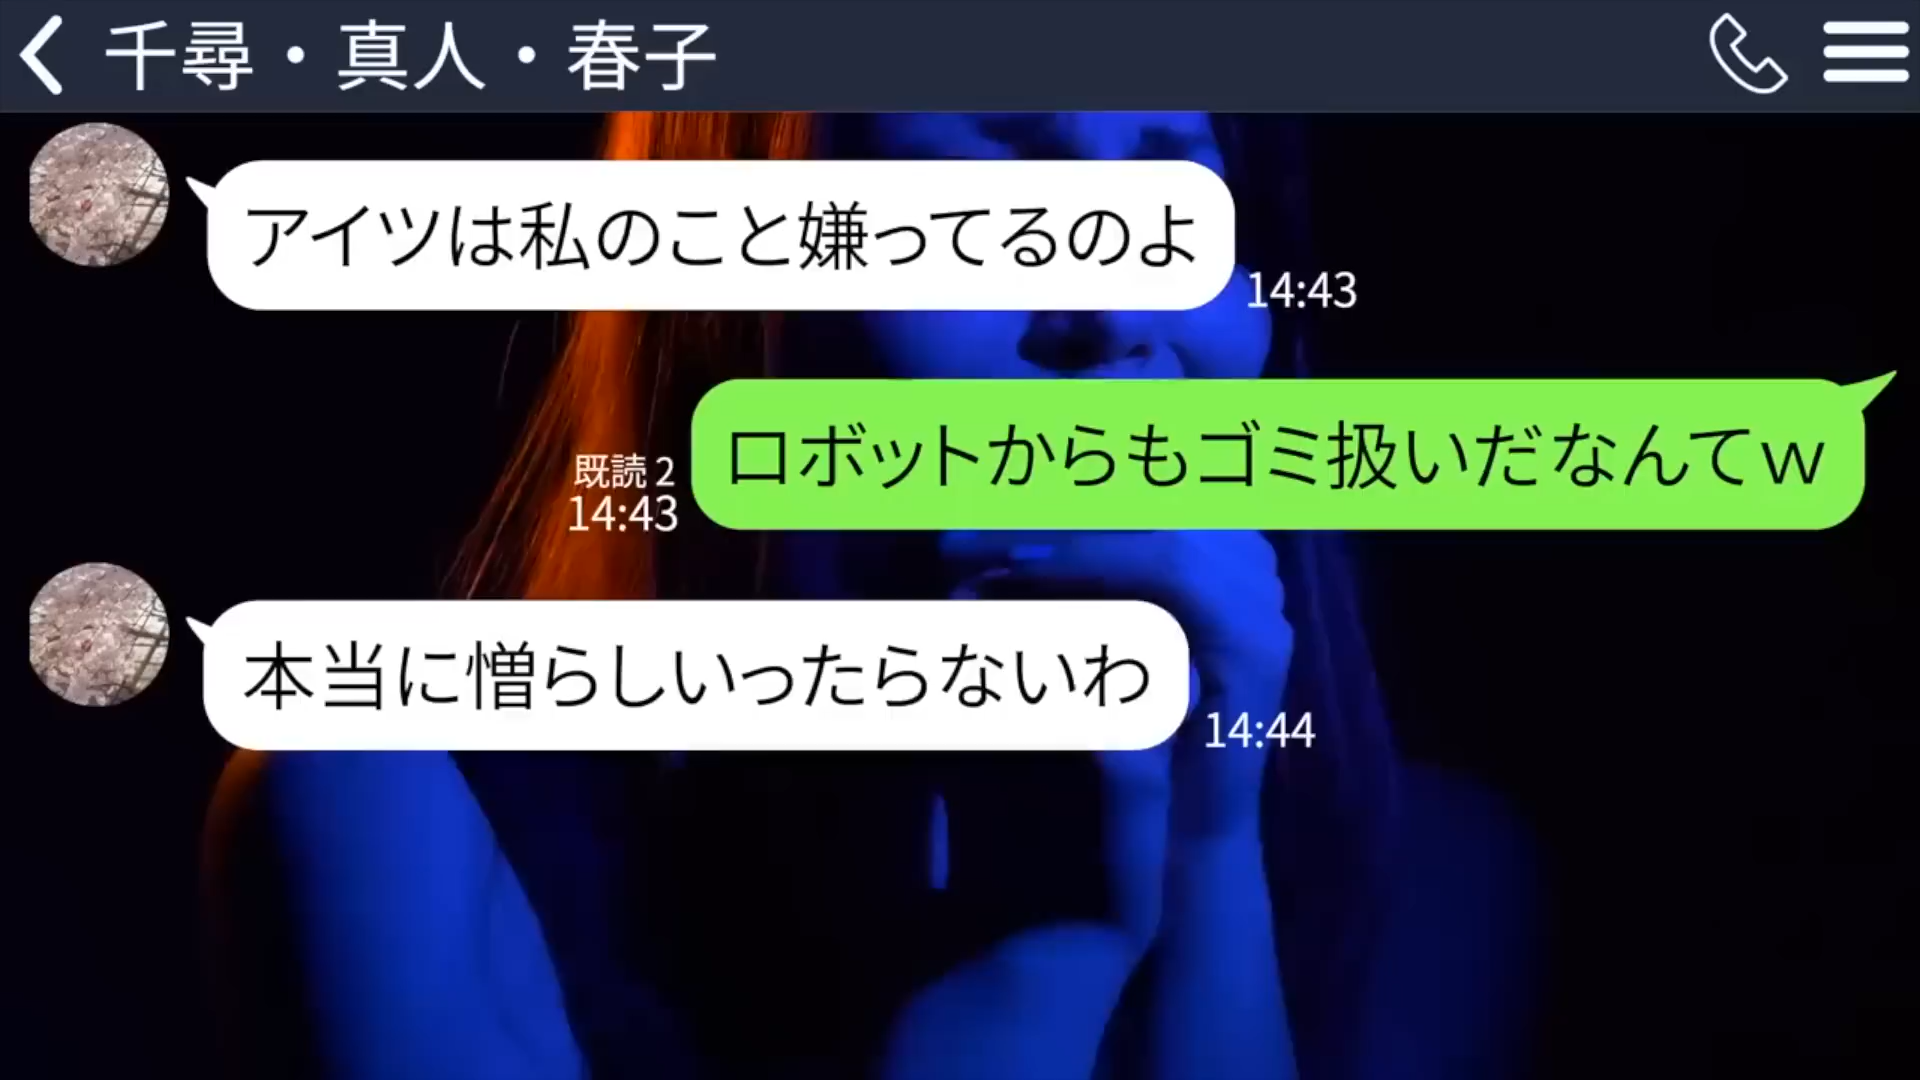 千尋・真人・春子
アイツは私のこと嫌ってるのよ
14:43
ロボットからもゴミ扱いだなんてｗ
既読 2
14:43
本当に憎らしいったらないわ
14:44